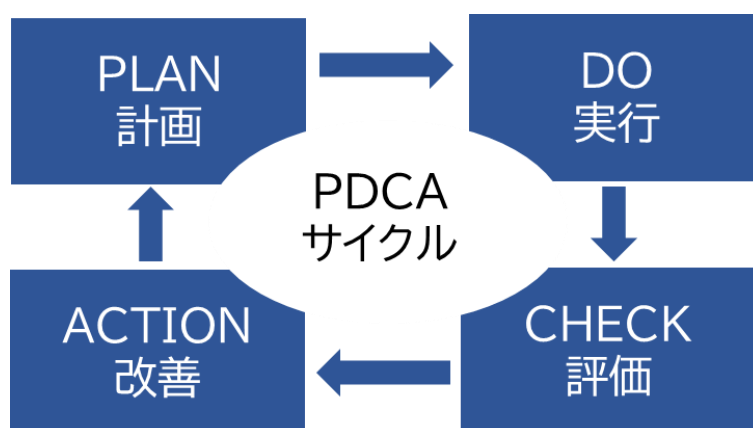 PLAN
計画
DO
実行
PDCA
サイクル
ACTION
改善
CHECK
評価